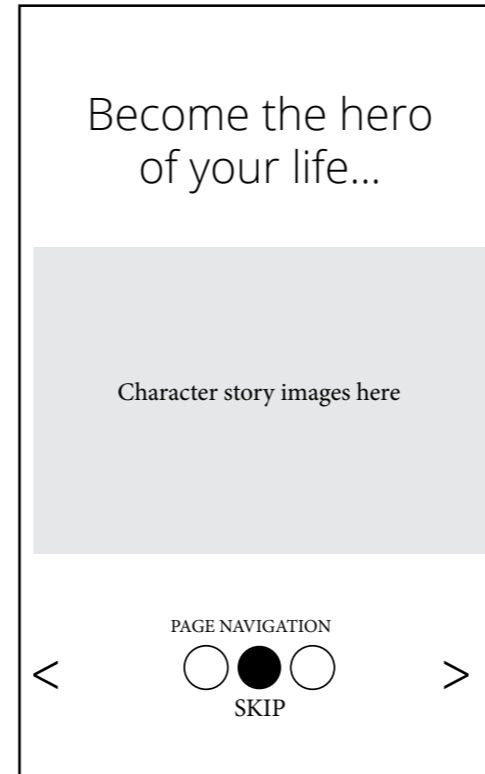 Become the hero
of your life...
Character story images here
PAGE NAVIGATION
< >
SKIP